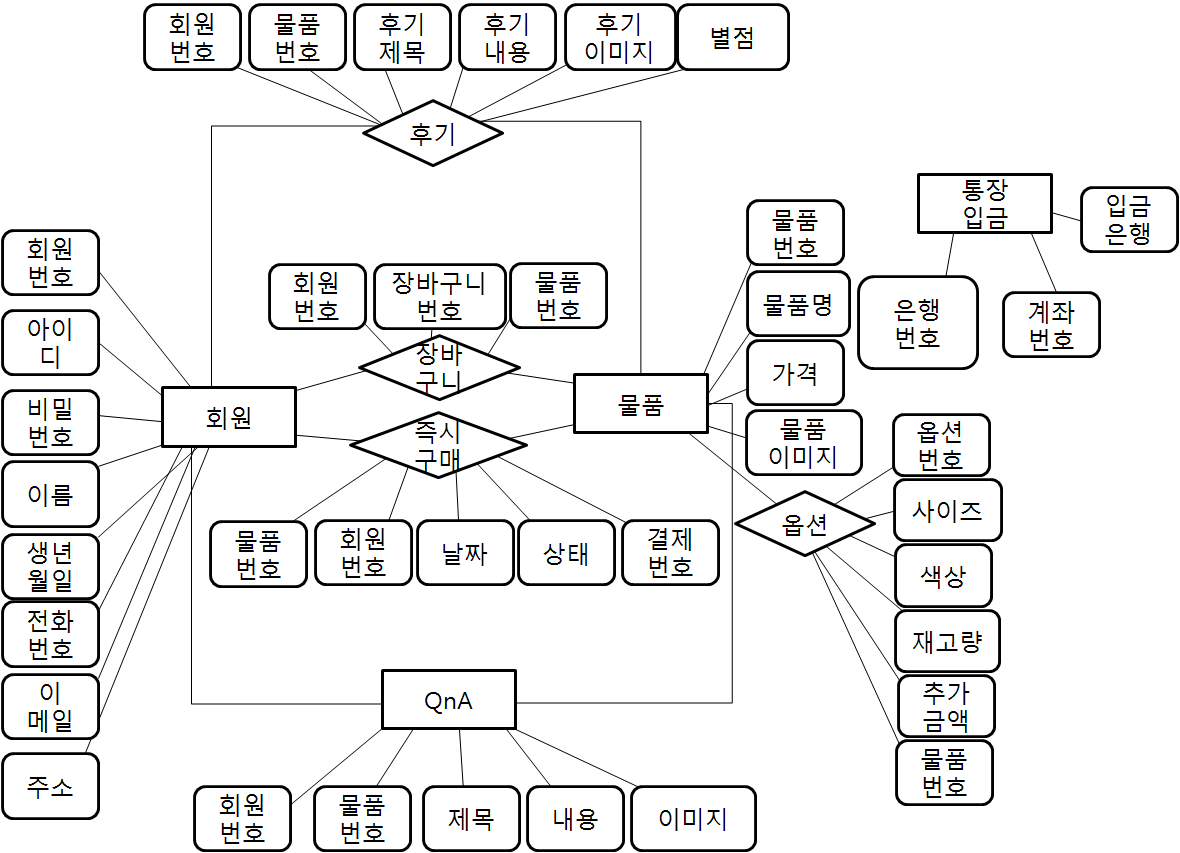 회원
번호
물품
번호
후기
제목
후기
내용
후기
이미지
별점
후기
통장
입금
입금
은행
은행
번호
계좌
번호
회원
번호
아이
디
비밀
번호
이름
생년
월일
전화
번호
이
메일
주소
회원
회원
번호
장바구니
번호
물품
번호
장바
구니
즉시
구매
물품
번호
회원
번호
날짜
상태
결제
번호
물품
물품
번호
물품명
가격
물품
이미지
옵션
옵션
번호
사이즈
색상
재고량
추가
금액
물품
번호
QnA
회원
번호
물품
번호
제목
내용
이미지